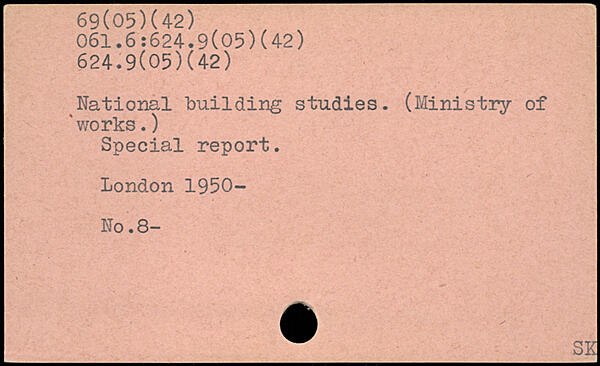 69(05)(42)
061.6:624.9(05)(42)
624.9(05)(42)
National building studies. (Ministry of
works.)
Special report.
London 1950-
No.8-
SK